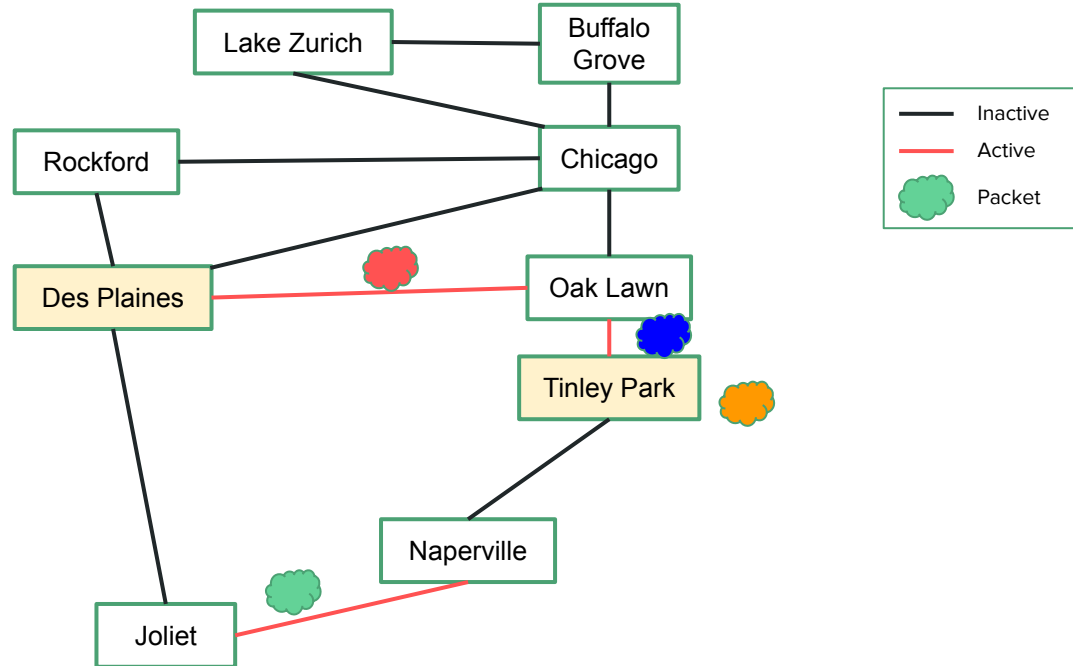 Lake Zurich
Buffalo
Grove
Inactive
Active
Packet
Rockford
Chicago
Des Plaines
Oak Lawn
Tinley Park
Naperville
Joliet